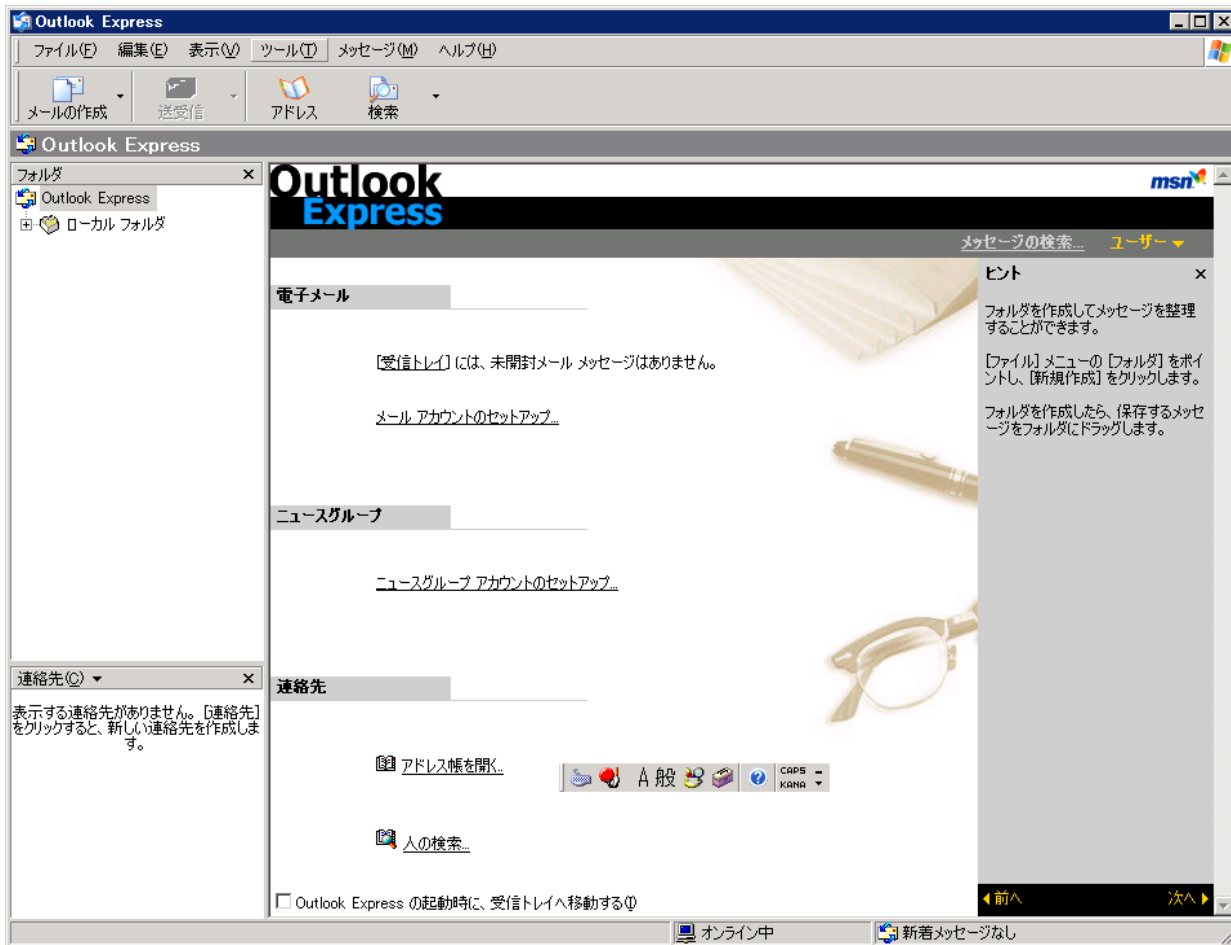 Outlook Express
ファイル(F) 編集(E) 表示(V) ツール(T) メッセージ(M) ヘルプ(H)
メールの作成 送受信 アドレス 検索
Outlook Express
フォルダ
Outlook Express
ローカル フォルダ
Outlook
Express
msn
メッセージの検索... ユーザー
電子メール
[受信トレイ] には、未開封メール メッセージはありません。
メール アカウントのセットアップ...
ニュースグループ
ニュースグループ アカウントのセットアップ...
連絡先
アドレス帳を開く...
人の検索...
Outlook Express の起動時に、受信トレイへ移動する(I)
ヒント
フォルダを作成してメッセージを整理
することができます。
[ファイル] メニューの [フォルダ] をポイ
ントし、[新規作成] をクリックします。
フォルダを作成したら、保存するメッセ
ージをフォルダにドラッグします。
前へ 次へ
連絡先(C)
表示する連絡先がありません。[連絡先]
をクリックすると、新しい連絡先を作成しま
す。
A 般 CAPS
KANA
オンライン中 新着メッセージなし